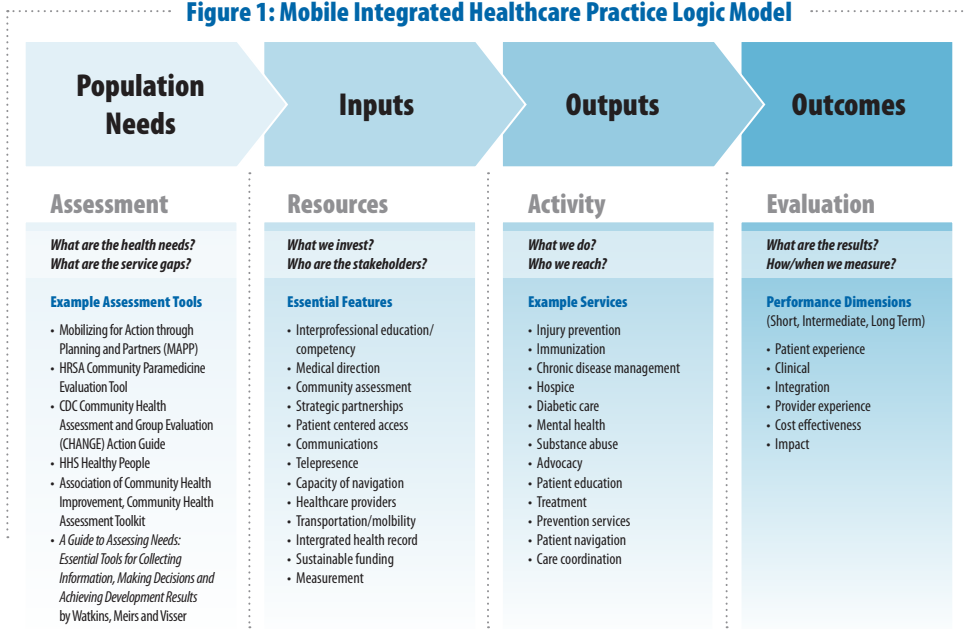 Figure 1: Mobile Integrated Healthcare Practice Logic Model
Population
Needs
Inputs
Outputs
Outcomes
Assessment
What are the health needs?
What are the service gaps?
Example Assessment Tools
• Mobilizing for Action through
Planning and Partners (MAPP)
• HRSA Community Paramedicine
Evaluation Tool
• CDC Community Health
Assessment and Group Evaluation
(CHANGE) Action Guide
• HHS Healthy People
• Association of Community Health
Improvement, Community Health
Assessment Toolkit
• A Guide to Assessing Needs:
Essential Tools for Collecting
Information, Making Decisions and
Achieving Development Results
by Watkins, Meirs and Visser
Resources
What we invest?
Who are the stakeholders?
Essential Features
• Interprofessional education/
competency
• Medical direction
• Community assessment
• Strategic partnerships
• Patient centered access
• Communications
• Telepresence
• Capacity of navigation
• Healthcare providers
• Transportation/molbility
• Intergrated health record
• Sustainable funding
• Measurement
Activity
What we do?
Who we reach?
Example Services
• Injury prevention
• Immunization
• Chronic disease management
• Hospice
• Diabetic care
• Mental health
• Substance abuse
• Advocacy
• Patient education
• Treatment
• Prevention services
• Patient navigation
• Care coordination
Evaluation
What are the results?
How/when we measure?
Performance Dimensions
(Short, Intermediate, Long Term)
• Patient experience
• Clinical
• Integration
• Provider experience
• Cost effectiveness
• Impact